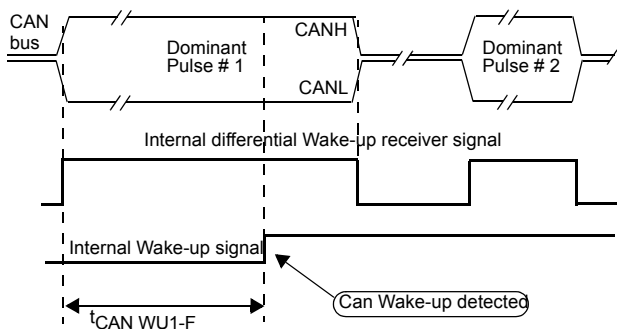 CAN
bus
Dominant
Pulse # 1
CANH
CANL
Dominant
Pulse # 2
Internal differential Wake-up receiver signal
Internal Wake-up signal
Can Wake-up detected
tCAN WU1-F